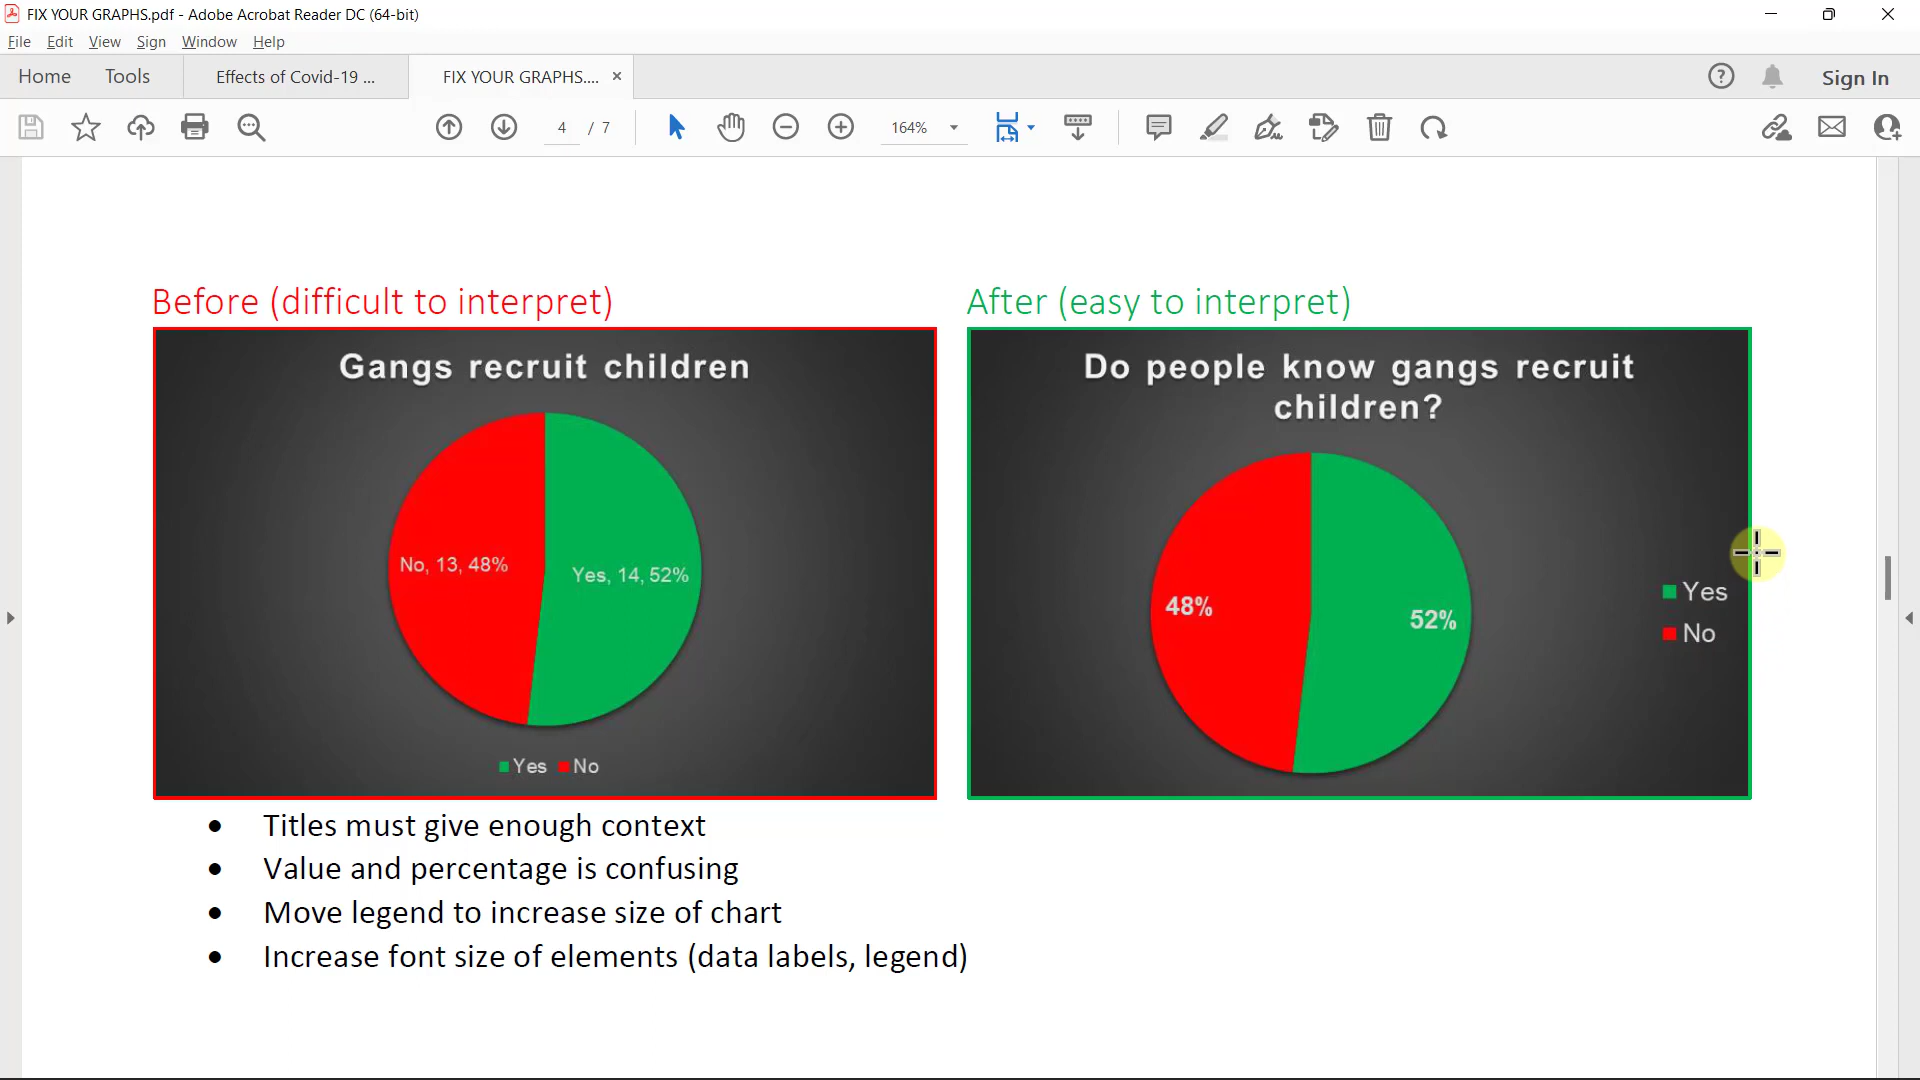 FIX YOUR GRAPHS.pdf - Adobe Acrobat Reader DC (64-bit)
File Edit View Sign Window Help
Home Tools Effects of Covid-19 ... FIX YOUR GRAPHS.... × Sign In
4 / 7 164%
Before (difficult to interpret)
Gangs recruit children
No, 13, 48%
Yes, 14, 52%
Yes No
After (easy to interpret)
Do people know gangs recruit
children?
48%
52%
Yes
No
• Titles must give enough context
• Value and percentage is confusing
• Move legend to increase size of chart
• Increase font size of elements (data labels, legend)